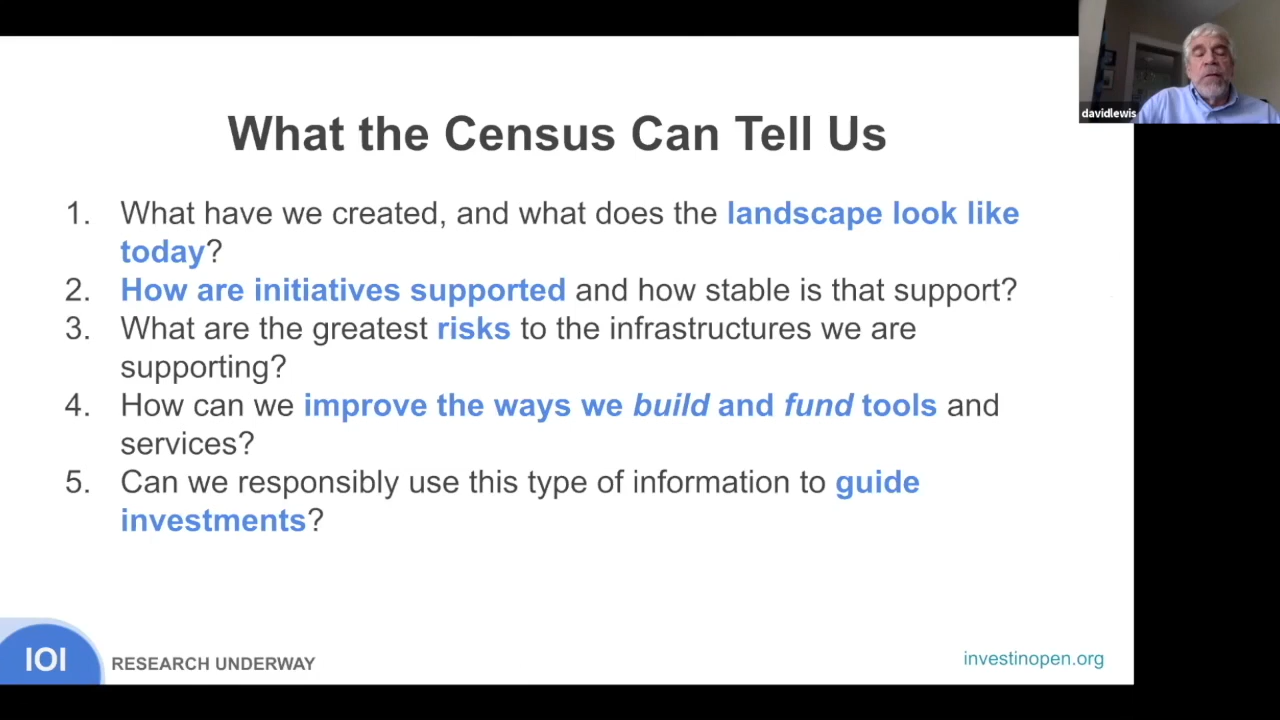 davidlewis
What the Census Can Tell Us
1. What have we created, and what does the landscape look like
today?
2. How are initiatives supported and how stable is that support?
3. What are the greatest risks to the infrastructures we are
supporting?
4. How can we improve the ways we build and fund tools and
services?
5. Can we responsibly use this type of information to guide
investments?
IOI
RESEARCH UNDERWAY
investinopen.org